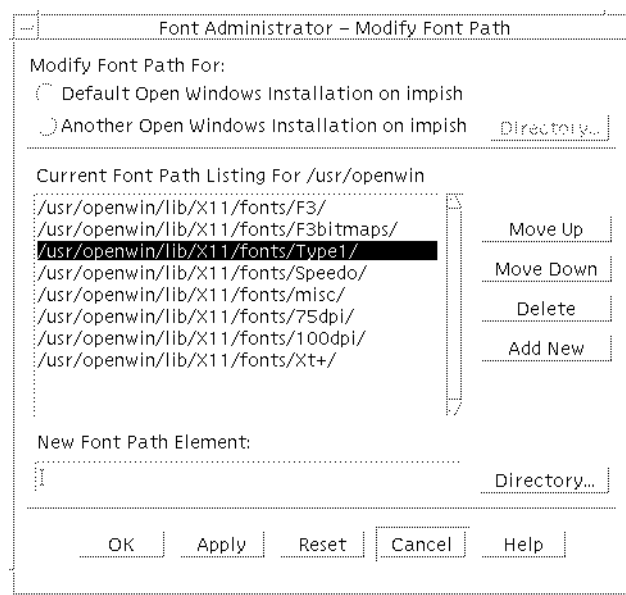 Font Administrator – Modify Font Path
Modify Font Path For:
Default Open Windows Installation on impish
Another Open Windows Installation on impish
Directory...
Current Font Path Listing For /usr/openwin
/usr/openwin/lib/X11/fonts/F3/
/usr/openwin/lib/X11/fonts/F3bitmaps/
/usr/openwin/lib/X11/fonts/Type1/
/usr/openwin/lib/X11/fonts/Speedo/
/usr/openwin/lib/X11/fonts/misc/
/usr/openwin/lib/X11/fonts/75dpi/
/usr/openwin/lib/X11/fonts/100dpi/
/usr/openwin/lib/X11/fonts/Xt+/
Move Up
Move Down
Delete
Add New
New Font Path Element:
Directory...
OK Apply Reset Cancel Help